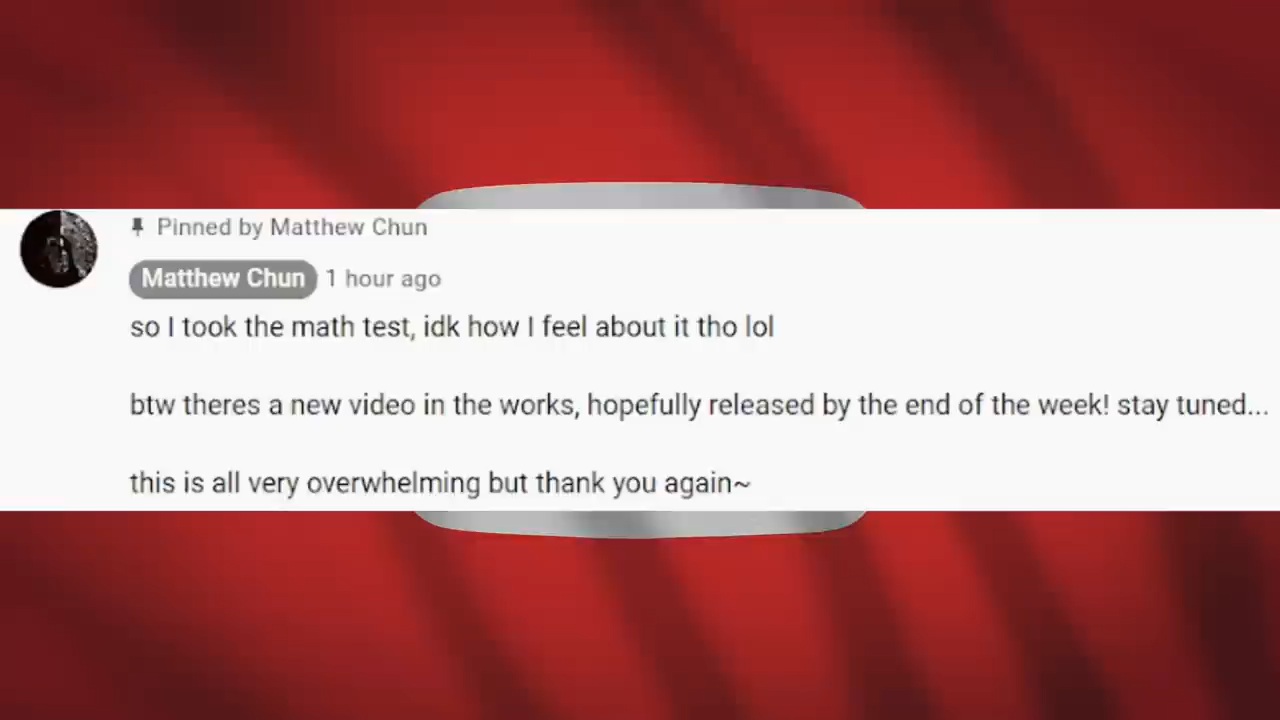 Pinned by Matthew Chun
Matthew Chun 1 hour ago
so I took the math test, idk how I feel about it tho lol
btw theres a new video in the works, hopefully released by the end of the week! stay tuned...
this is all very overwhelming but thank you again~